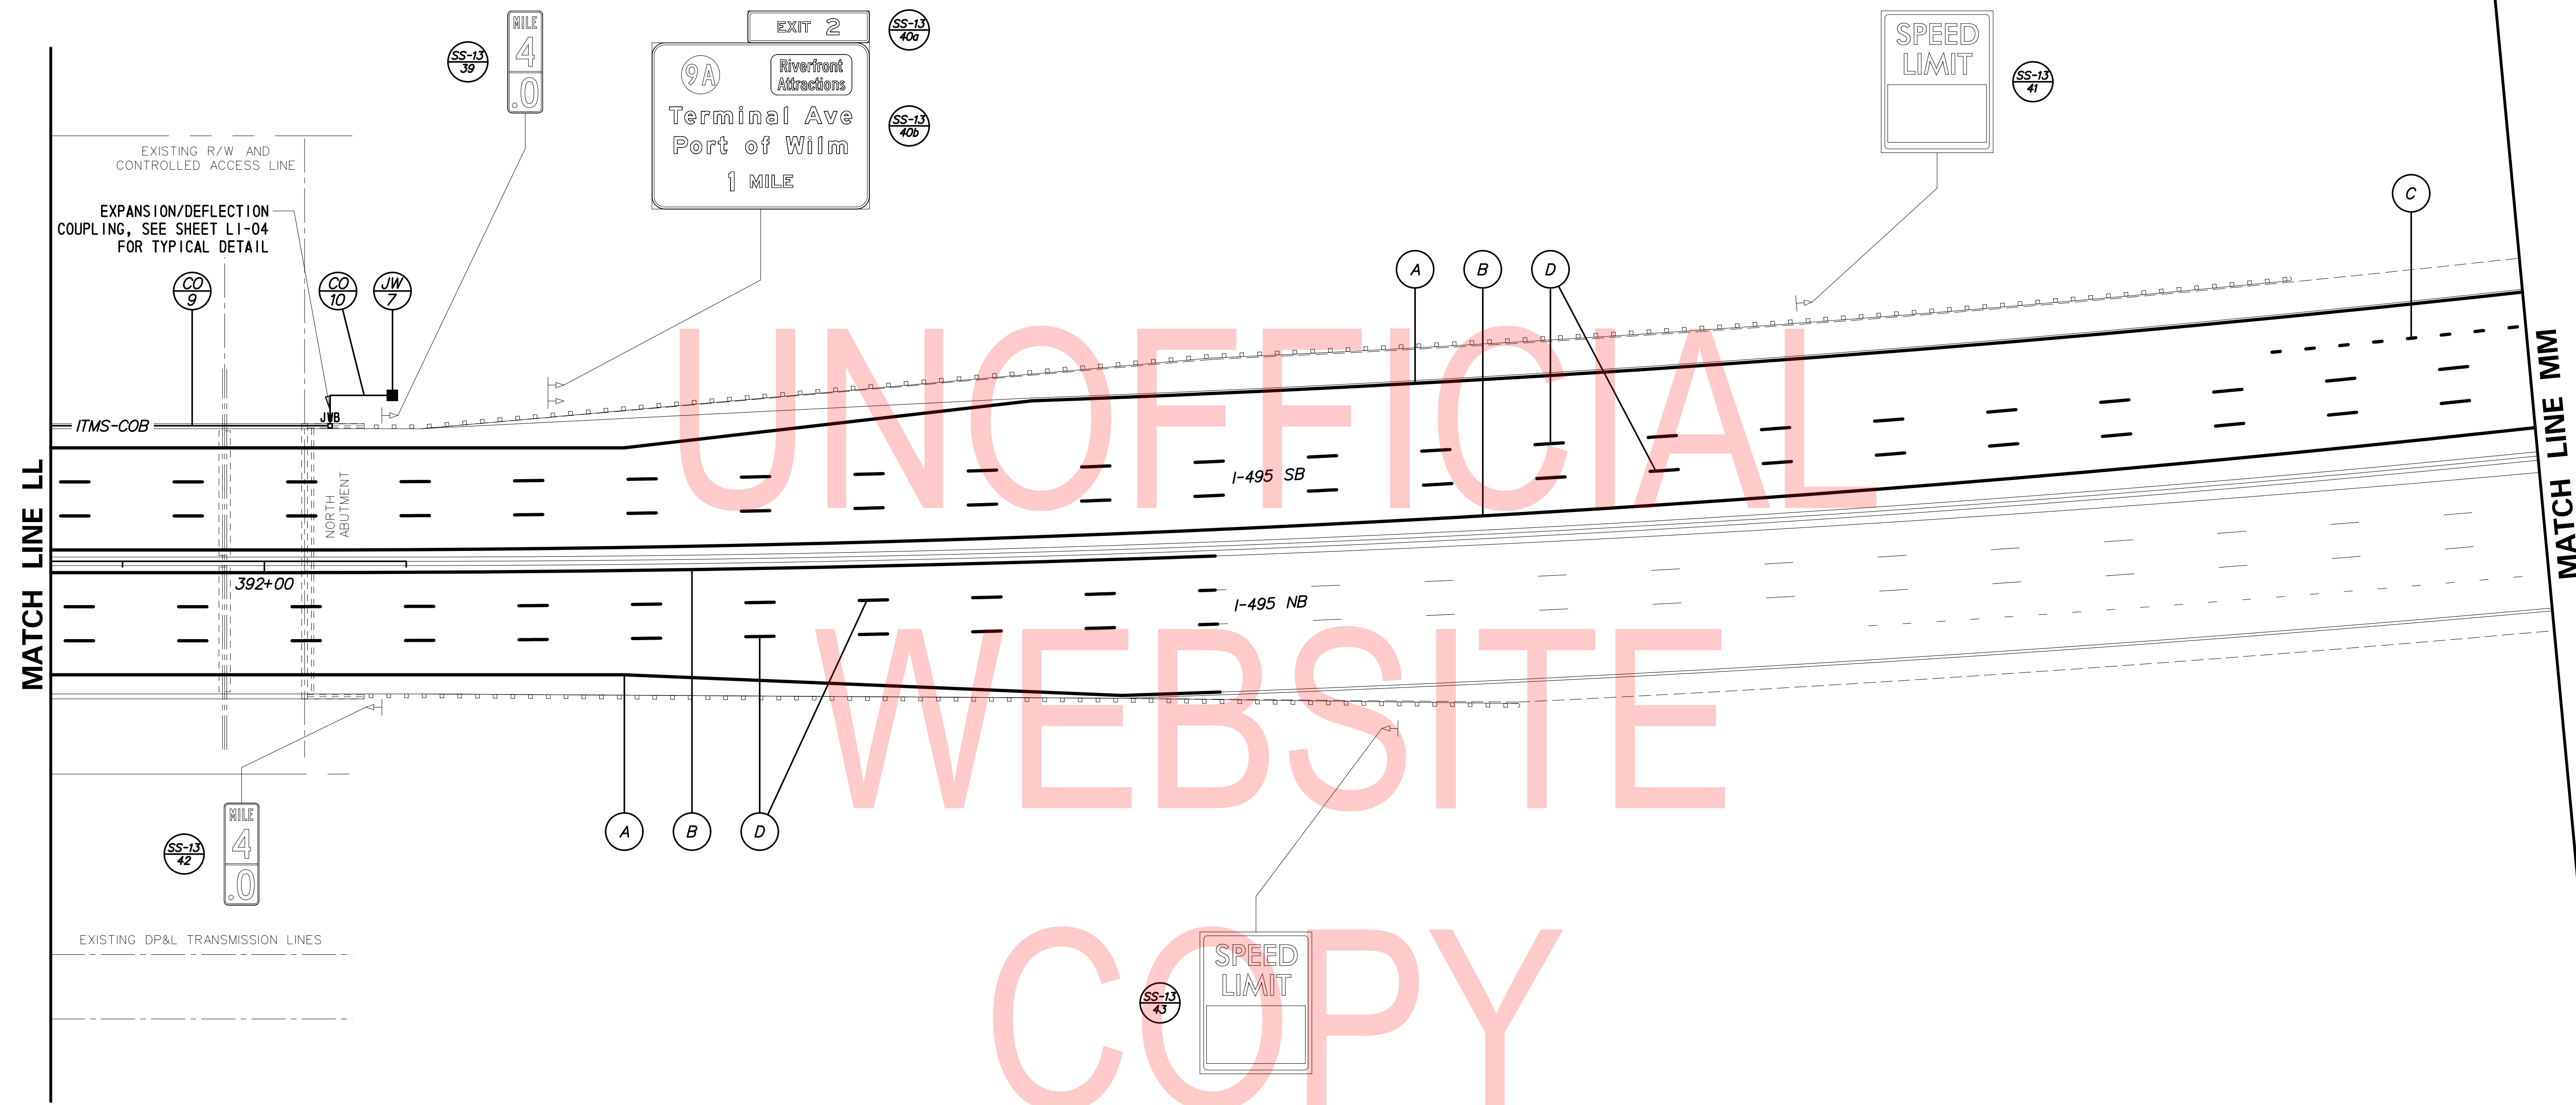 EXIT 2
SS-13
40a
MILE
4
.0
SS-13
39
9A
Riverfront
Attractions
Terminal Ave
Port of Wilm
1 MILE
SS-13
40b
SPEED
LIMIT
SS-13
41
EXISTING R/W AND
CONTROLLED ACCESS LINE
EXPANSION/DEFLECTION
COUPLING, SEE SHEET LI-04
FOR TYPICAL DETAIL
C
A
B
D
CO
9
CO
10
JW
7
JWB
ITMS-COB
NORTH
ABUTMENT
I-495 SB
392+00
I-495 NB
MATCH LINE LL
MATCH LINE MM
UNOFFICIAL
WEBSITE
COPY
A
B
D
MILE
4
.0
SS-13
42
EXISTING DP&L TRANSMISSION LINES
SPEED
LIMIT
SS-13
43